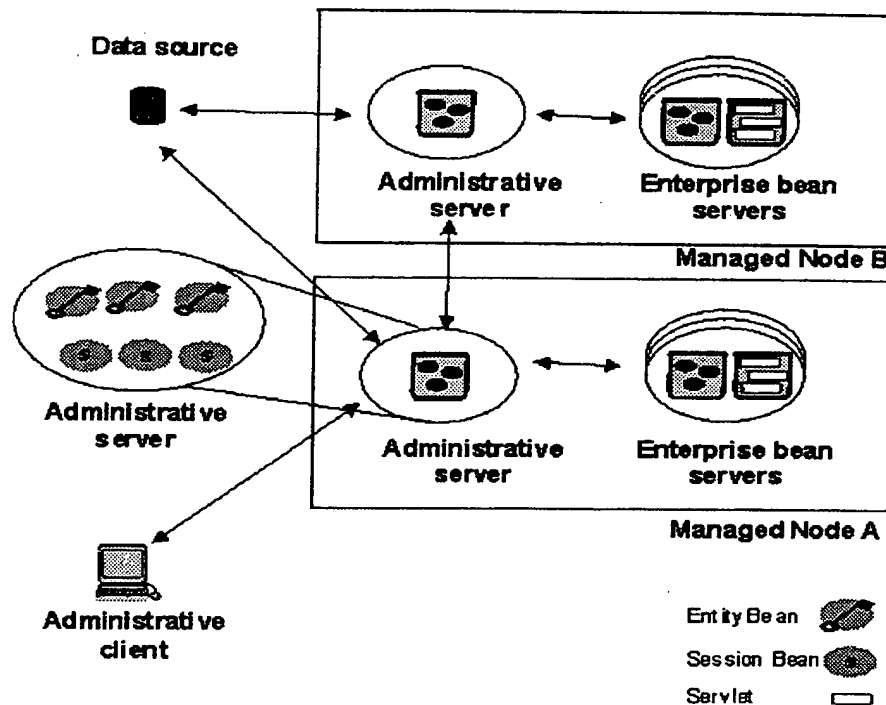 Data source
Administrative
server
Enterprise bean
servers
Managed Node B
Administrative
server
Administrative
server
Enterprise bean
servers
Managed Node A
Administrative
client
Entity Bean
Session Bean
Servlet